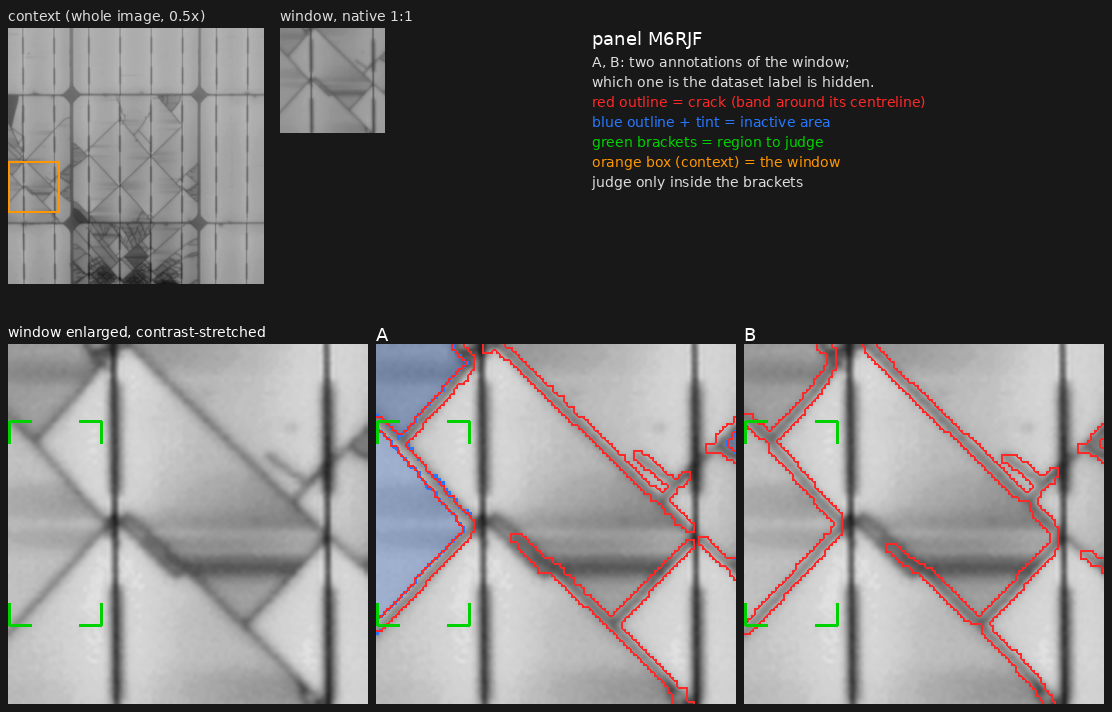 context (whole image, 0.5x)
window, native 1:1
panel M6RJF
A, B: two annotations of the window;
which one is the dataset label is hidden.
red outline = crack (band around its centreline)
blue outline + tint = inactive area
green brackets = region to judge
orange box (context) = the window
judge only inside the brackets
window enlarged, contrast-stretched
A
B